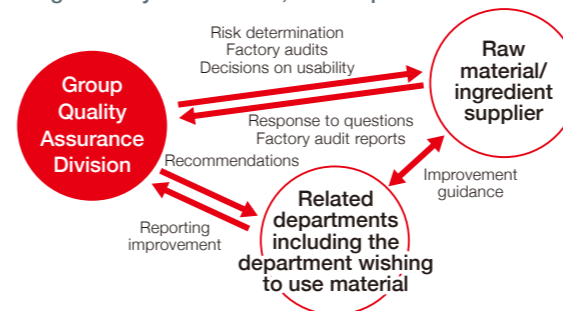 Risk determination
Factory audits
Decisions on usability
Group
Quality
Assurance
Division
Raw
material/
ingredient
supplier
Response to questions
Factory audit reports
Recommendations
Improvement
guidance
Reporting
improvement
Related
departments
including the
department wishing
to use material